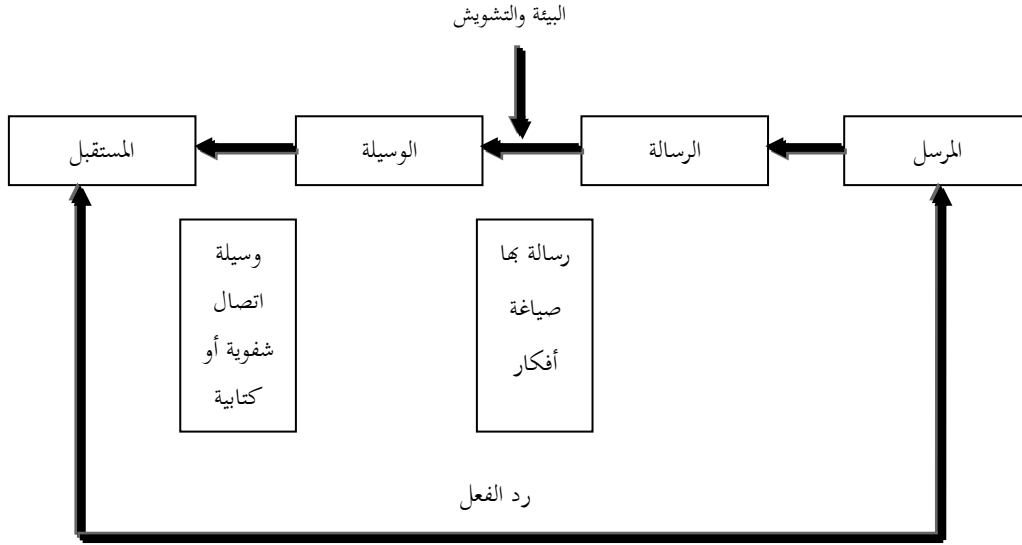 البيئة والتشويش
المرسل
الرسالة
الوسيلة
المستقبل
رسالة بها
صياغة
أفكار
وسيلة
اتصال
شفوية أو
كتابية
رد الفعل